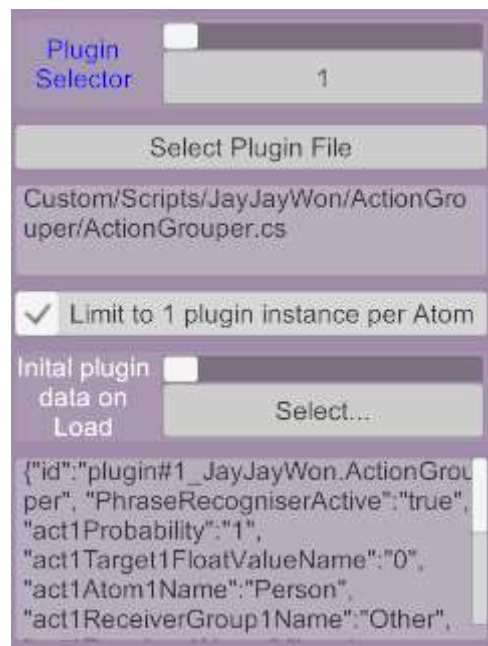 Plugin
Selector
1
Select Plugin File
Custom/Scripts/JayJayWon/ActionGro
uper/ActionGrouper.cs
Limit to 1 plugin instance per Atom
Inital plugin
data on
Load
Select...
{"id":"plugin#1_JayJayWon.ActionGrou
per", "PhraseRecogniserActive":"true",
"act1Probability":"1",
"act1Target1FloatValueName":"0",
"act1Atom1Name":"Person",
"act1ReceiverGroup1Name":"Other",